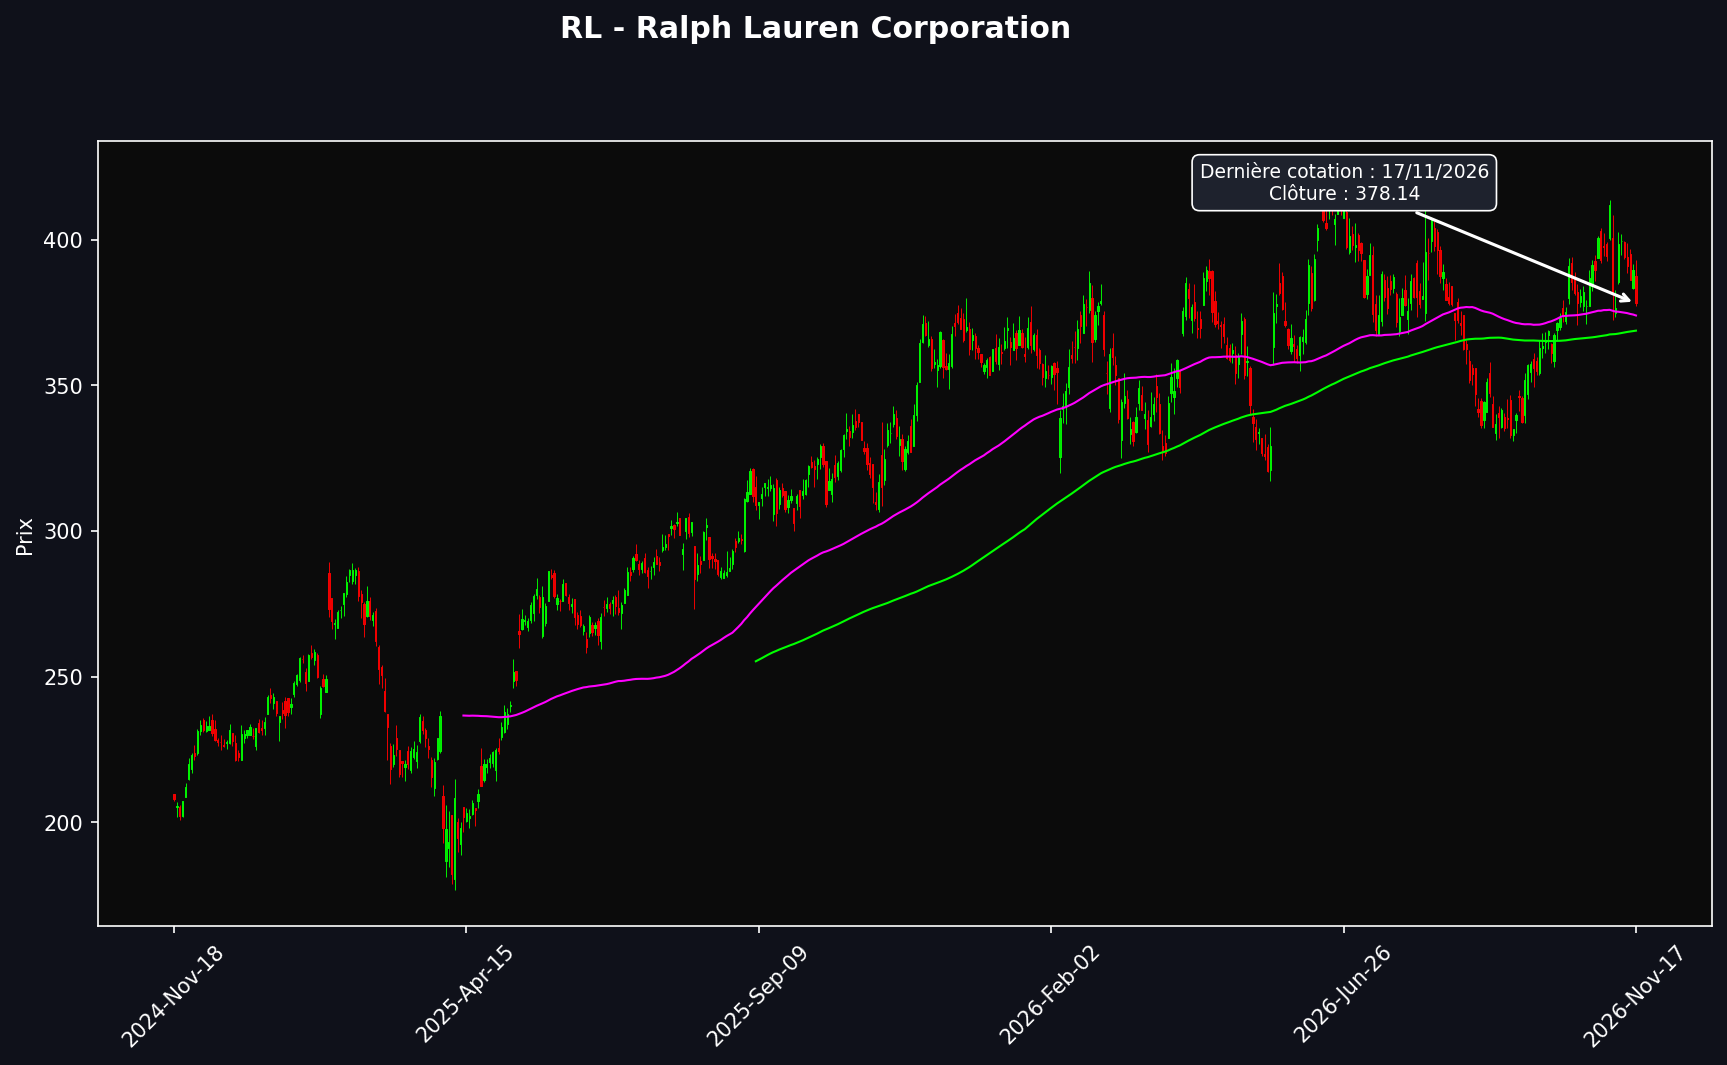 RL - Ralph Lauren Corporation
Dernière cotation : 17/11/2026
Clôture : 378.14
Prix
400
350
300
250
200
2024-Nov-18
2025-Apr-15
2025-Sep-09
2026-Feb-02
2026-Jun-26
2026-Nov-17